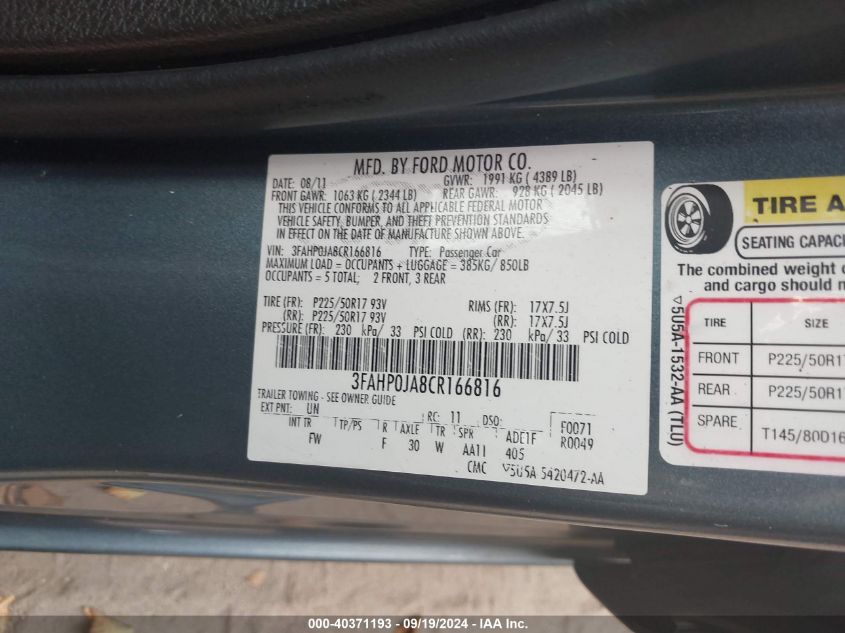 MFD. BY FORD MOTOR CO.
DATE: 08/11 GVWR: 1991 KG ( 4389 LB)
FRONT GAWR: 1063 KG ( 2344 LB) REAR GAWR: 928 KG ( 2045 LB)
THIS VEHICLE CONFORMS TO ALL APPLICABLE FEDERAL MOTOR
VEHICLE SAFETY, BUMPER, AND THEFT PREVENTION STANDARDS
IN EFFECT ON THE DATE OF MANUFACTURE SHOWN ABOVE.
VIN: 3FAHP0JA8CR166816 TYPE: Passenger Car
MAXIMUM LOAD = OCCUPANTS + LUGGAGE = 385KG/ 850LB
OCCUPANTS = 5 TOTAL; 2 FRONT, 3 REAR
TIRE (FR): P225/50R17 93V RIMS (FR): 17X7.5J
(RR): P225/50R17 93V (RR): 17X7.5J
PRESSURE (FR): 230 kPa/ 33 PSI COLD (RR): 230 kPa/ 33 PSI COLD
3FAHP0JA8CR166816
TRAILER TOWING - SEE OWNER GUIDE
EXT PNT: UN RC: 11 DSO: F0071
INT TR TP/PS R AXLE TR SPR ADE1F R0049
FW F 30 W AA11 405
CMC ▽5U5A 5420472-AA
TIRE A
SEATING CAPAC
The combined weight
and cargo should
▽5U5A-1532-AA (TLU)
TIRE SIZE
FRONT P225/50R17
REAR P225/50R17
SPARE T145/80D16
000-40371193 - 09/19/2024 - IAA Inc.